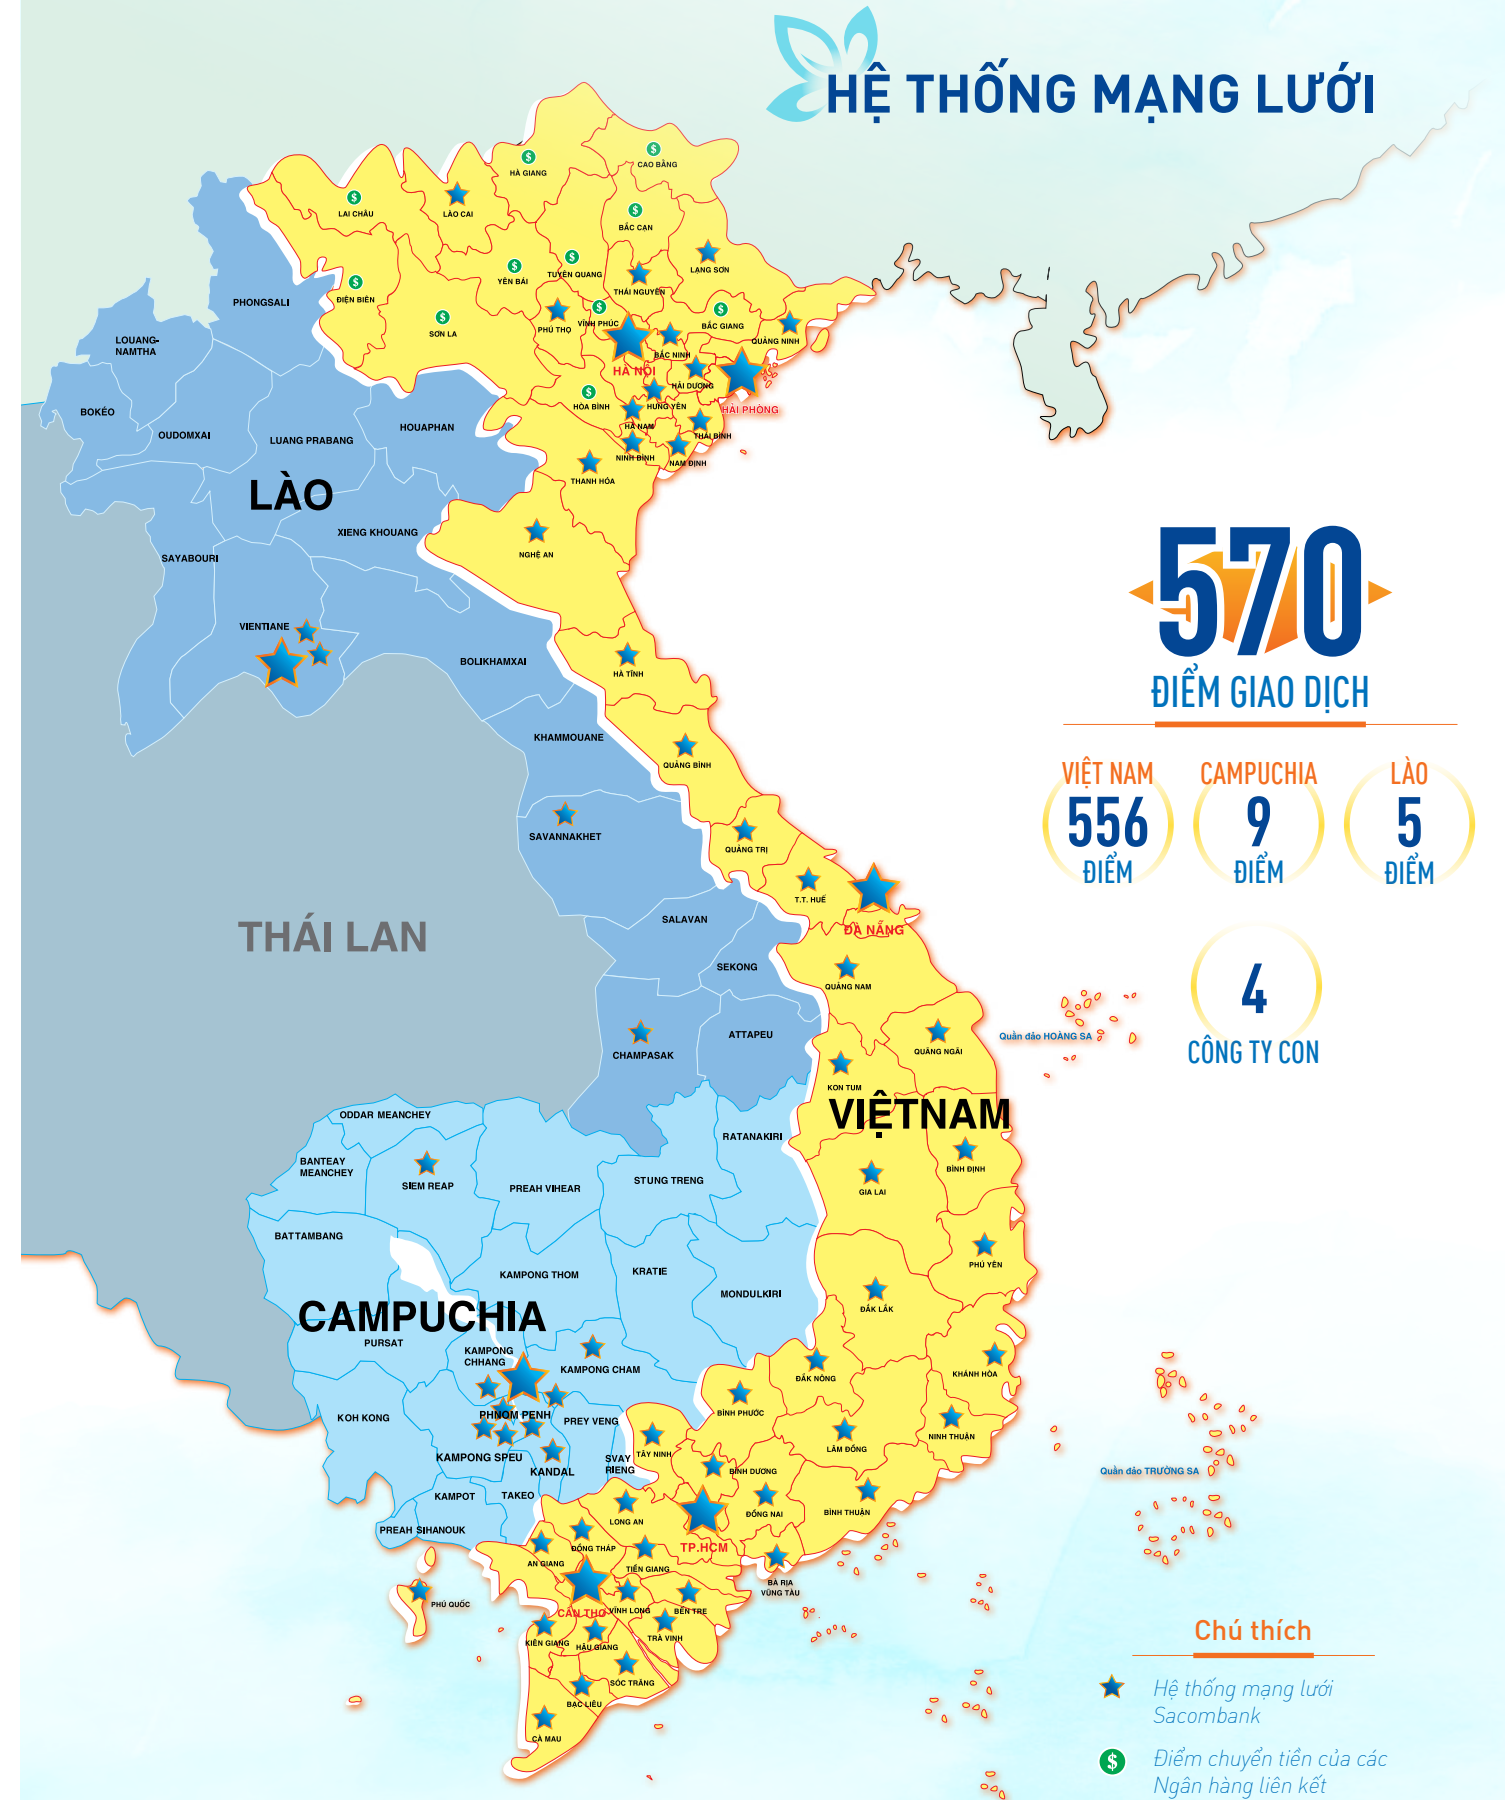 HỆ THỐNG MẠNG LƯỚI
HÀ GIANG
CAO BẰNG
LAI CHÂU
LÀO CAI
BẮC CẠN
LẠNG SƠN
TUYÊN QUANG
YÊN BÁI
THÁI NGUYÊN
ĐIỆN BIÊN
PHONGSALI
SƠN LA
PHÚ THỌ
VĨNH PHÚC
BẮC GIANG
QUẢNG NINH
LOUANG-
NAMTHA
BẮC NINH
HÀ NỘI
HẢI DƯƠNG
HÒA BÌNH
HƯNG YÊN
HẢI PHÒNG
BOKÉO
OUDOMXAI
LUANG PRABANG
HOUAPHAN
HÀ NAM
THÁI BÌNH
NINH BÌNH
NAM ĐỊNH
THANH HÓA
LÀO
XIENG KHOUANG
SAYABOURI
NGHỆ AN
570
ĐIỂM GIAO DỊCH
VIENTIANE
BOLIKHAMXAI
HÀ TĨNH
KHAMMOUANE
QUẢNG BÌNH
VIỆT NAM
556
ĐIỂM
CAMPUCHIA
9
ĐIỂM
LÀO
5
ĐIỂM
SAVANNAKHET
QUẢNG TRỊ
T.T. HUẾ
THÁI LAN
SALAVAN
ĐÀ NẴNG
SEKONG
QUẢNG NAM
4
CÔNG TY CON
ATTAPEU
CHAMPASAK
QUẢNG NGÃI
Quần đảo HOÀNG SA
KON TUM
VIỆTNAM
ODDAR MEANCHEY
RATANAKIRI
BANTEAY
MEANCHEY
SIEM REAP
PREAH VIHEAR
STUNG TRENG
GIA LAI
BÌNH ĐỊNH
BATTAMBANG
KAMPONG THOM
KRATIE
MONDULKIRI
PHÚ YÊN
ĐẮK LẮK
CAMPUCHIA
PURSAT
KAMPONG
CHHANG
KAMPONG CHAM
ĐẮK NÔNG
KHÁNH HÒA
KOH KONG
PHNOM PENH
PREY VENG
BÌNH PHƯỚC
LÂM ĐỒNG
NINH THUẬN
KAMPONG SPEU
KANDAL
SVAY
RIENG
TÂY NINH
BÌNH DƯƠNG
Quần đảo TRƯỜNG SA
KAMPOT
TAKEO
LONG AN
ĐỒNG NAI
BÌNH THUẬN
PREAH SIHANOUK
TP.HCM
ĐỒNG THÁP
AN GIANG
TIỀN GIANG
BÀ RỊA
VŨNG TÀU
PHÚ QUỐC
CẦN THƠ
VĨNH LONG
BẾN TRE
KIÊN GIANG
HẬU GIANG
TRÀ VINH
SÓC TRĂNG
BẠC LIÊU
CÀ MAU
Chú thích
Hệ thống mạng lưới
Sacombank
$ Điểm chuyển tiền của các
Ngân hàng liên kết